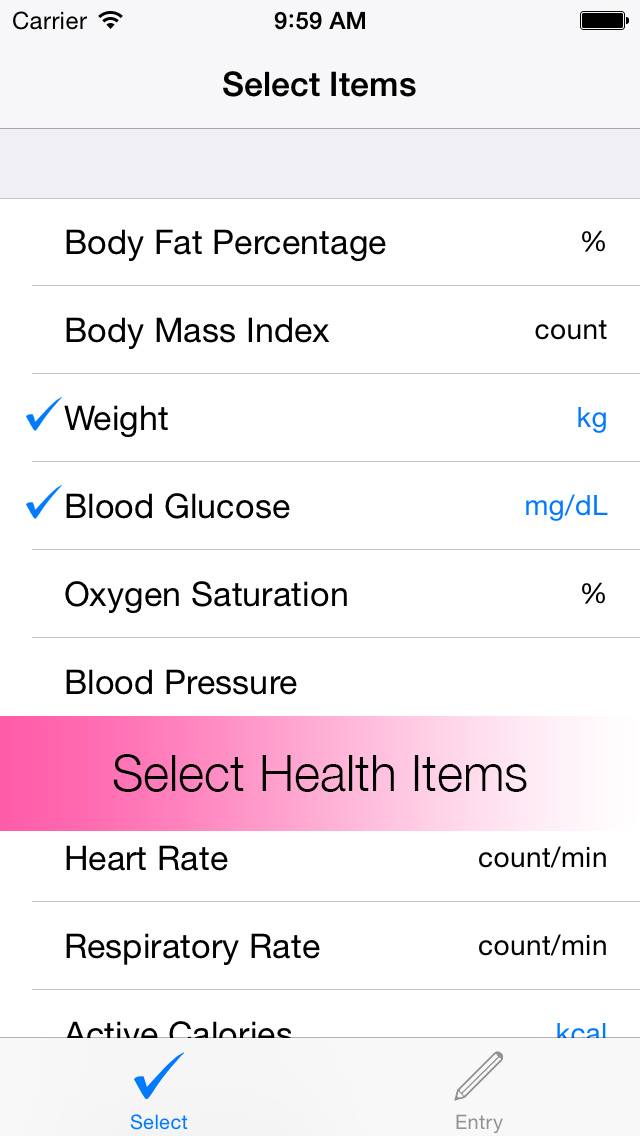 Carrier 9:59 AM
Select Items
Body Fat Percentage %
Body Mass Index count
Weight kg
Blood Glucose mg/dL
Oxygen Saturation %
Blood Pressure
Select Health Items
Heart Rate count/min
Respiratory Rate count/min
Active Calories kcal
Select Entry